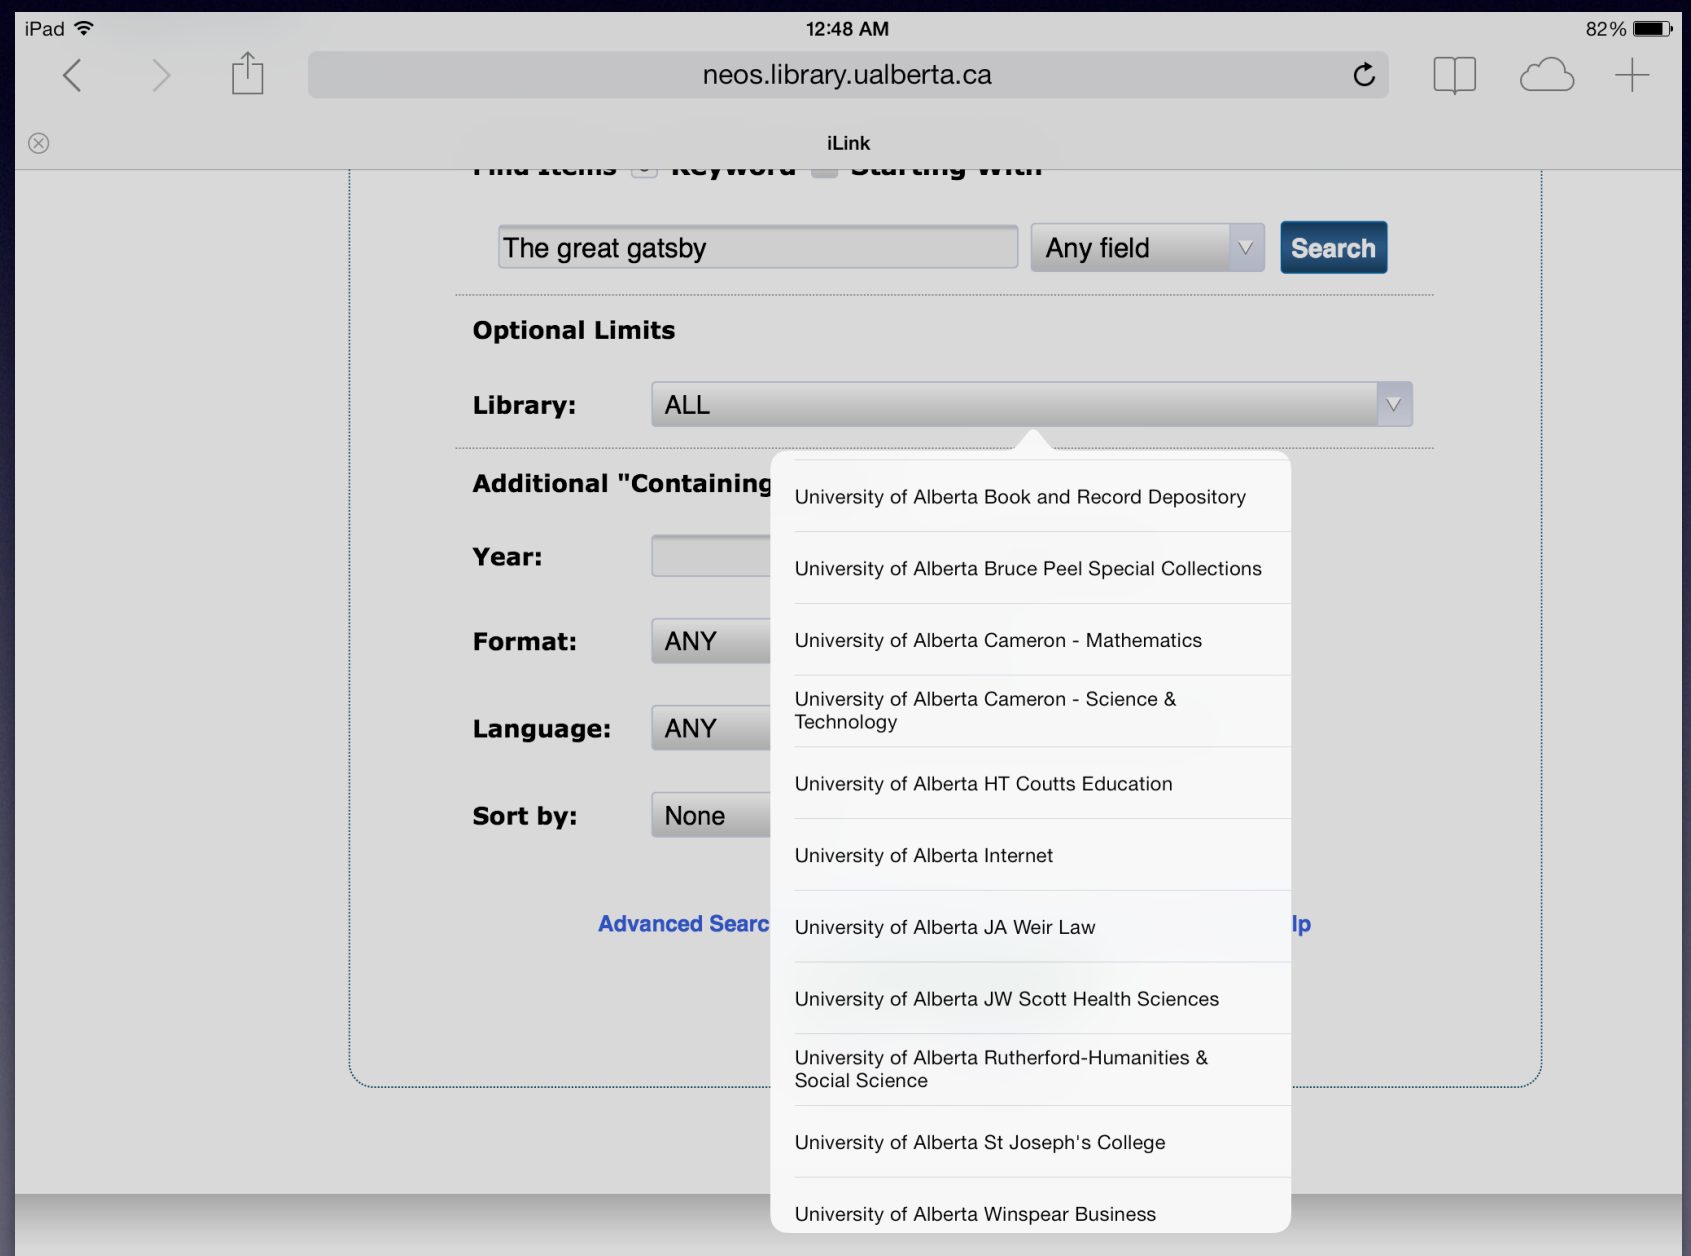 iPad 12:48 AM 82%
neos.library.ualberta.ca
iLink
Find Items Keyword Starting With
The great gatsby Any field Search
Optional Limits
Library: ALL
Additional "Containing
Year:
Format: ANY
Language: ANY
Sort by: None
Advanced Searc lp
University of Alberta Book and Record Depository
University of Alberta Bruce Peel Special Collections
University of Alberta Cameron - Mathematics
University of Alberta Cameron - Science &
Technology
University of Alberta HT Coutts Education
University of Alberta Internet
University of Alberta JA Weir Law
University of Alberta JW Scott Health Sciences
University of Alberta Rutherford-Humanities &
Social Science
University of Alberta St Joseph's College
University of Alberta Winspear Business